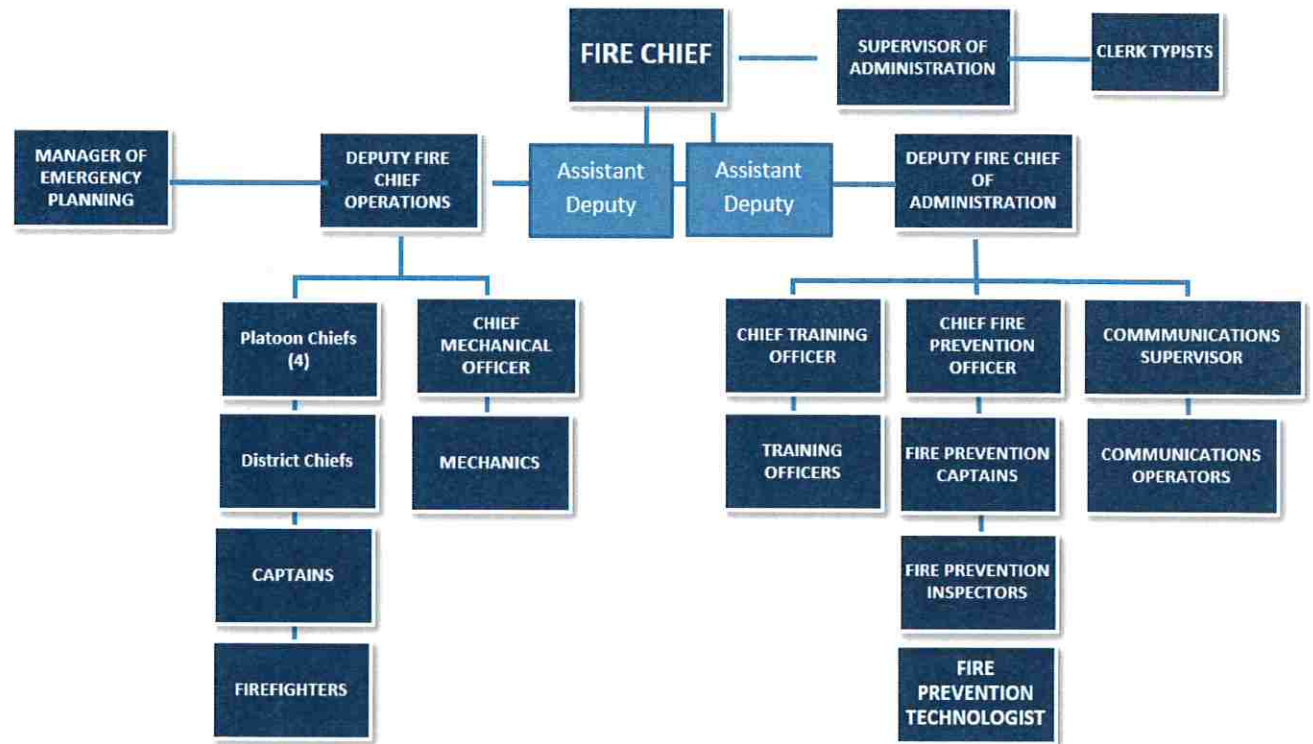 FIRE CHIEF
SUPERVISOR OF
ADMINISTRATION
CLERK TYPISTS
MANAGER OF
EMERGENCY
PLANNING
DEPUTY FIRE
CHIEF
OPERATIONS
Assistant
Deputy
Assistant
Deputy
DEPUTY FIRE CHIEF
OF
ADMINISTRATION
Platoon Chiefs
(4)
CHIEF
MECHANICAL
OFFICER
CHIEF TRAINING
OFFICER
CHIEF FIRE
PREVENTION
OFFICER
COMMMUNICATIONS
SUPERVISOR
District Chiefs
MECHANICS
TRAINING
OFFICERS
FIRE PREVENTION
CAPTAINS
COMMUNICATIONS
OPERATORS
CAPTAINS
FIRE PREVENTION
INSPECTORS
FIREFIGHTERS
FIRE
PREVENTION
TECHNOLOGIST